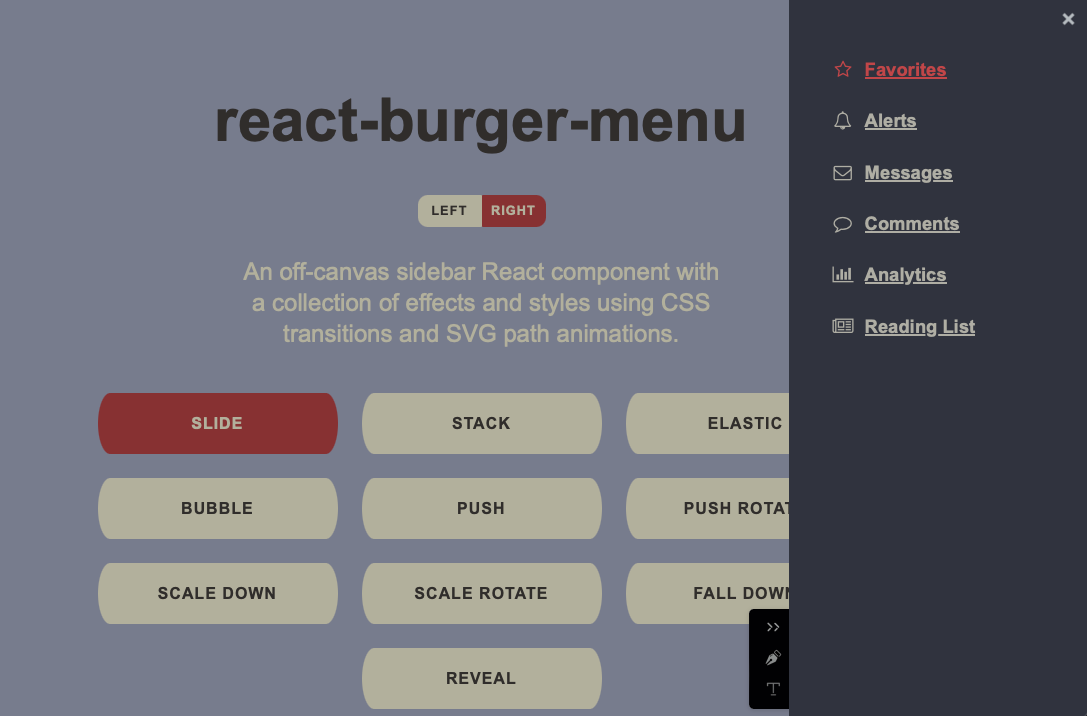 react-burger-menu
LEFT RIGHT
An off-canvas sidebar React component with
a collection of effects and styles using CSS
transitions and SVG path animations.
SLIDE STACK ELASTIC
BUBBLE PUSH PUSH ROTAT
SCALE DOWN SCALE ROTATE FALL DOWN
REVEAL
Favorites
Alerts
Messages
Comments
Analytics
Reading List